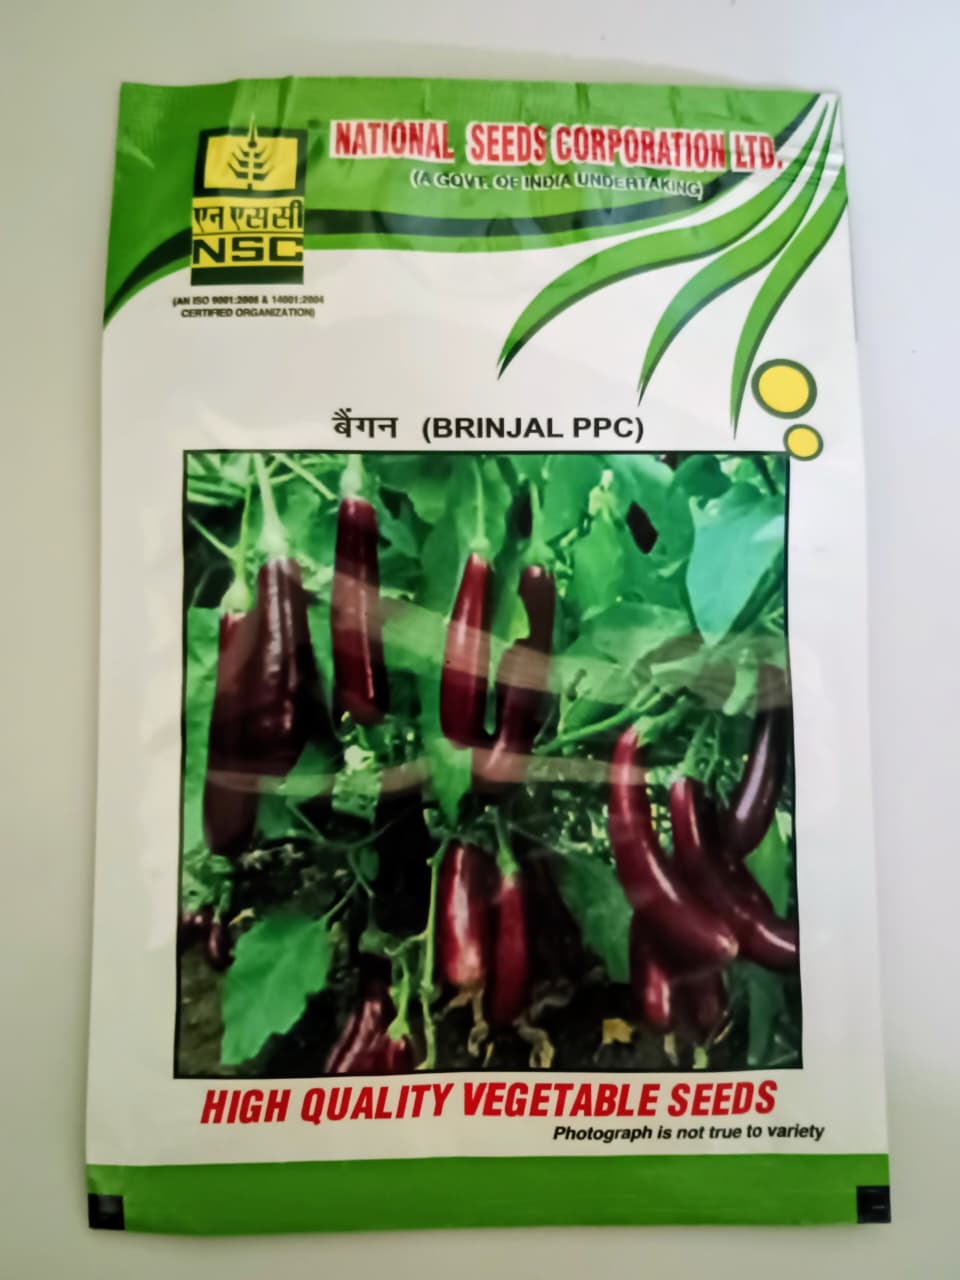 NATIONAL SEEDS CORPORATION LTD.
(A GOVT. OF INDIA UNDERTAKING)
एन एस सी
NSC
(AN ISO 9001:2008 & 14001:2004
CERTIFIED ORGANIZATION)
बैंगन (BRINJAL PPC)
HIGH QUALITY VEGETABLE SEEDS
Photograph is not true to variety